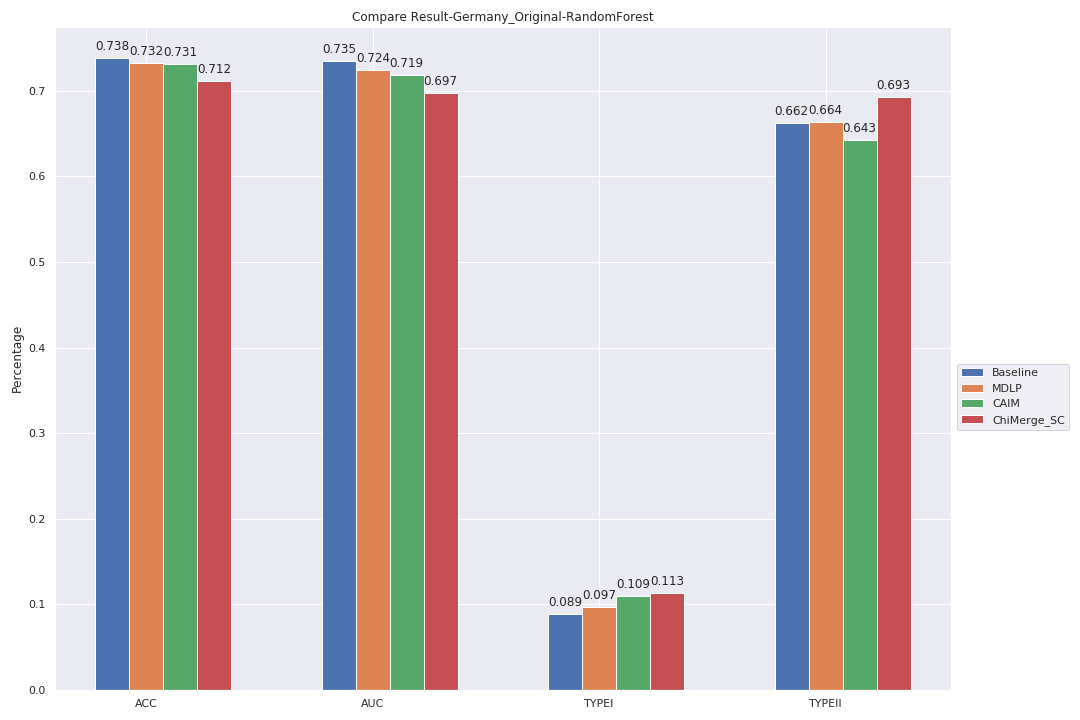 Compare Result-Germany_Original-RandomForest
Percentage
0.7
0.6
0.5
0.4
0.3
0.2
0.1
0.0
0.738
0.732
0.731
0.712
0.735
0.724
0.719
0.697
0.089
0.097
0.109
0.113
0.662
0.664
0.643
0.693
ACC
AUC
TYPEI
TYPEII
Baseline
MDLP
CAIM
ChiMerge_SC